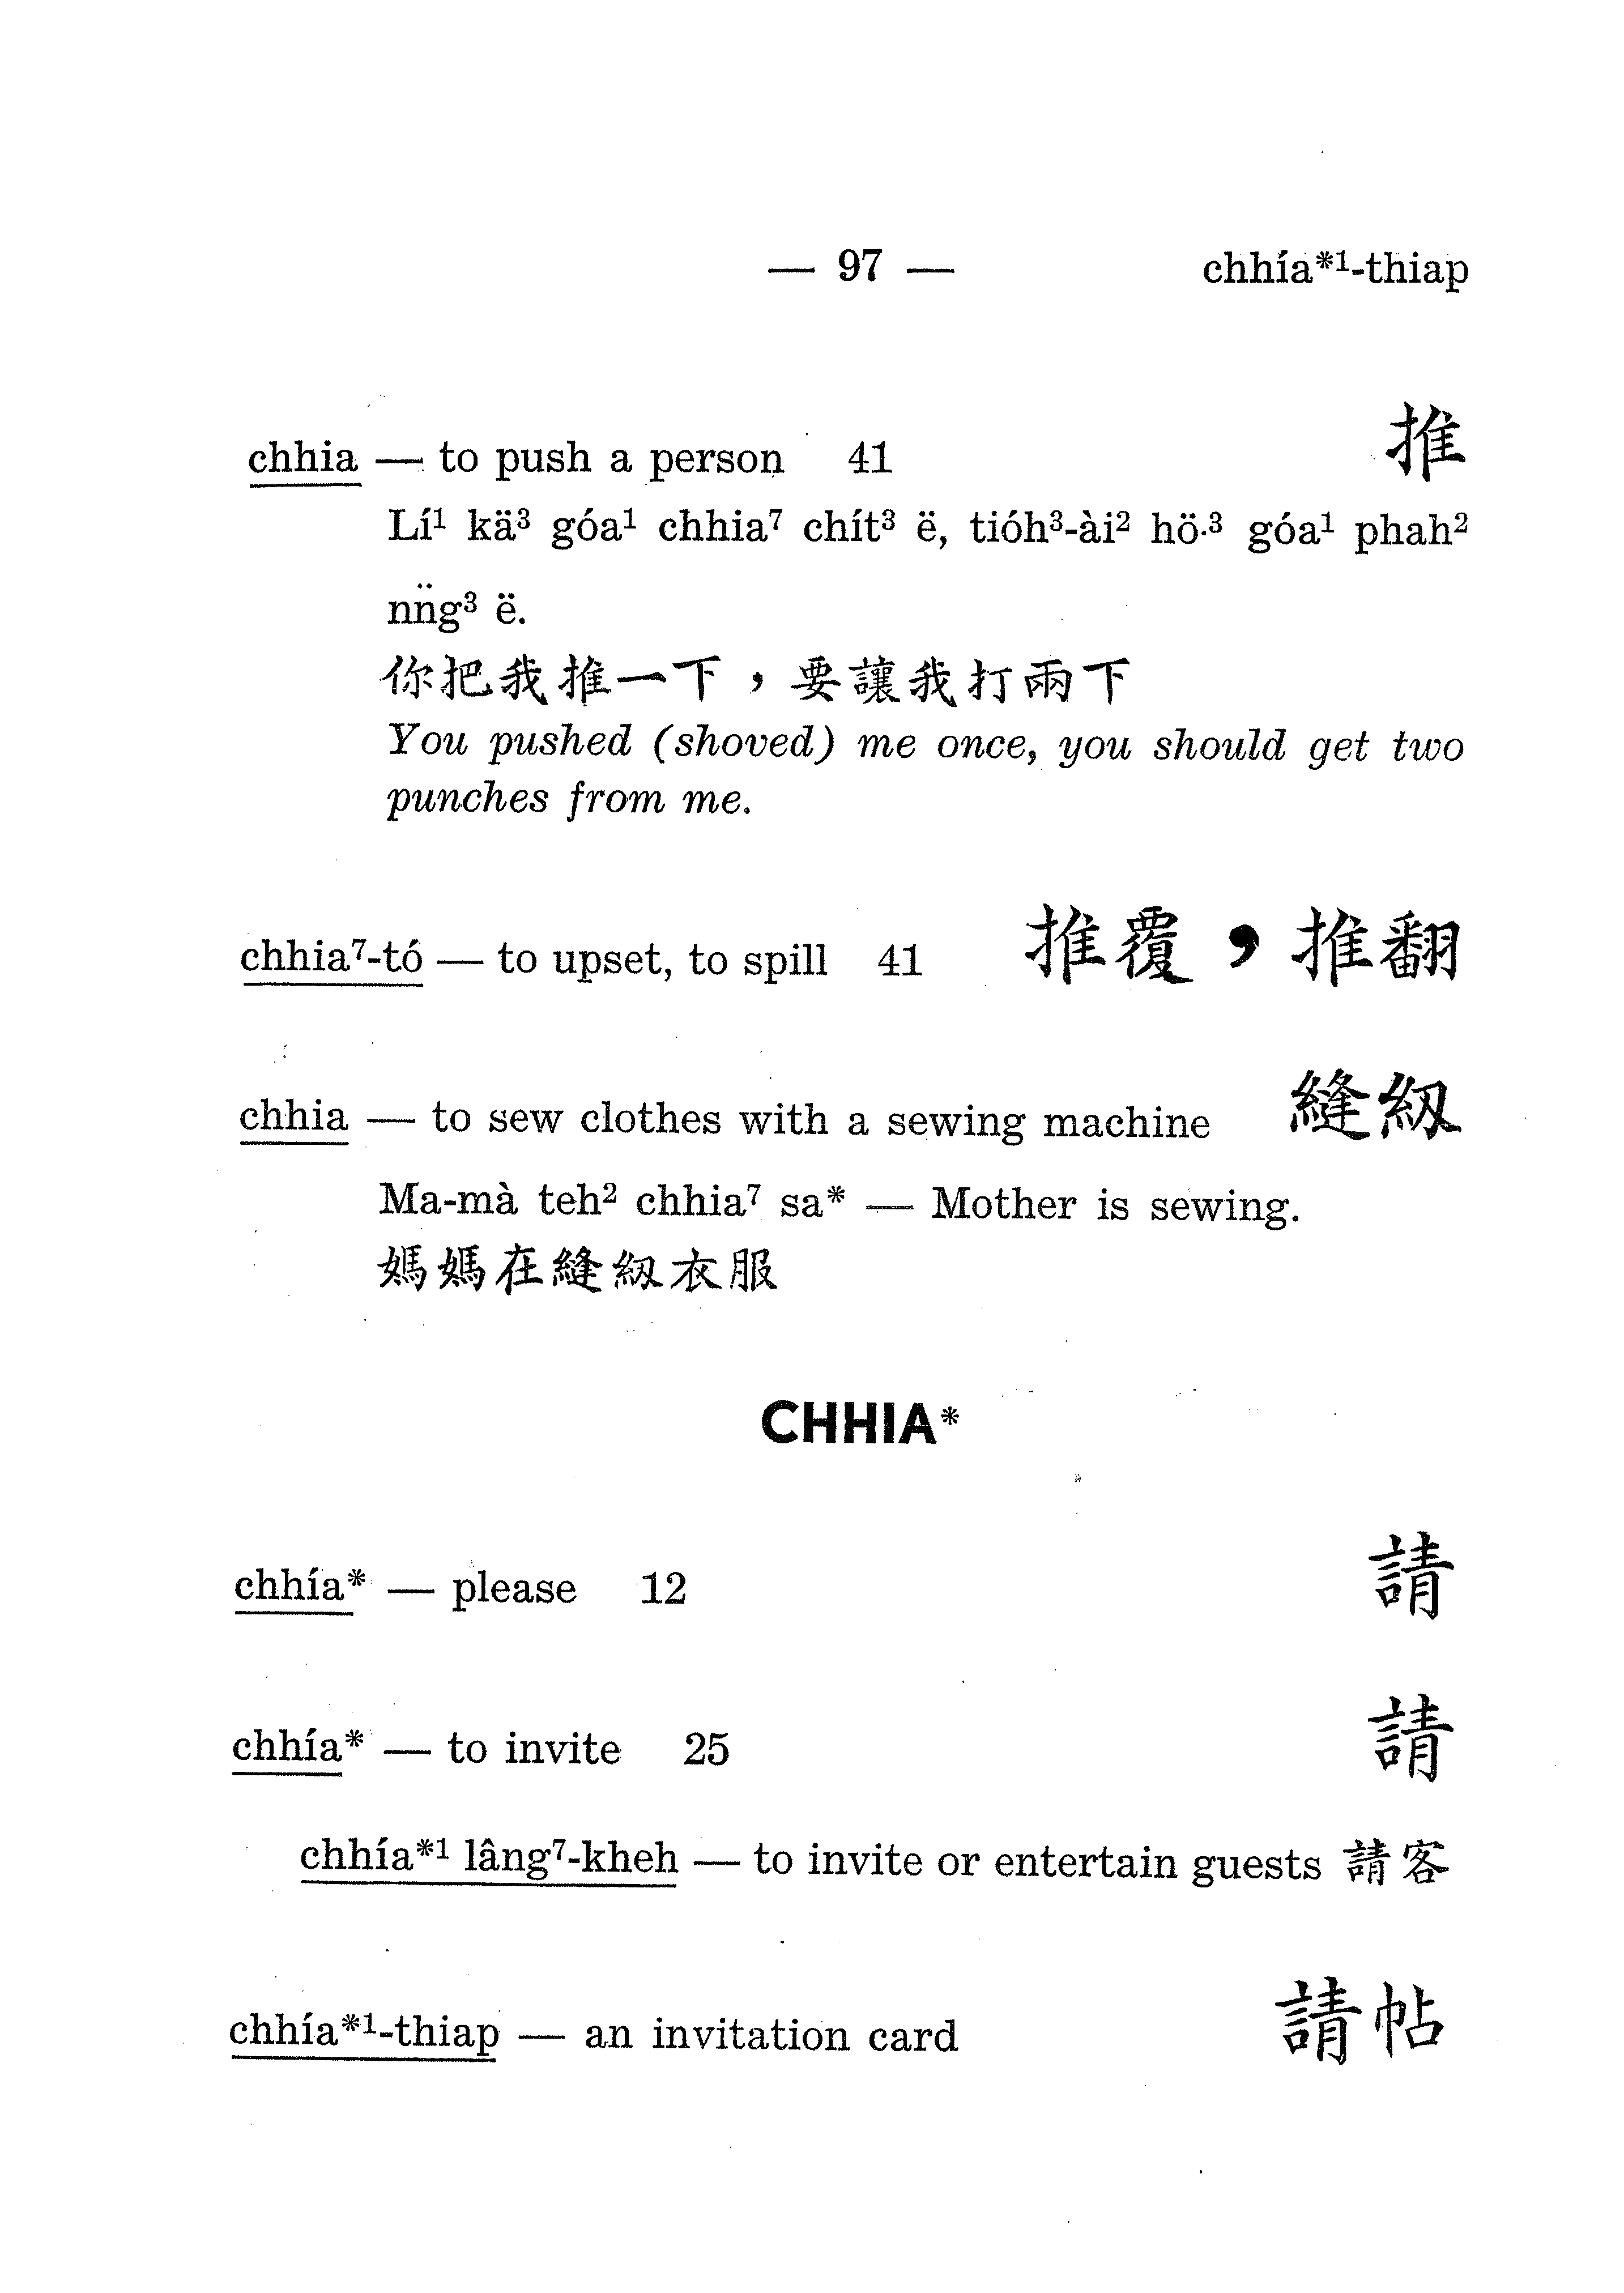 — 97 — chhía*¹-thiap
chhia — to push a person 41 推
Lí¹ kä³ góa¹ chhia⁷ chít³ ë, tióh³-ài² hö·³ góa¹ phah²
nn̈g³ ë.
你把我推一下，要讓我打兩下
You pushed (shoved) me once, you should get two
punches from me.
chhia⁷-tó — to upset, to spill 41 推覆，推翻
chhia — to sew clothes with a sewing machine 縫紉
Ma-mà teh² chhia⁷ sa* — Mother is sewing.
媽媽在縫紉衣服
CHHIA*
chhía* — please 12 請
chhía* — to invite 25 請
chhía*¹ lâng⁷-kheh — to invite or entertain guests 請客
chhía*¹-thiap — an invitation card 請帖